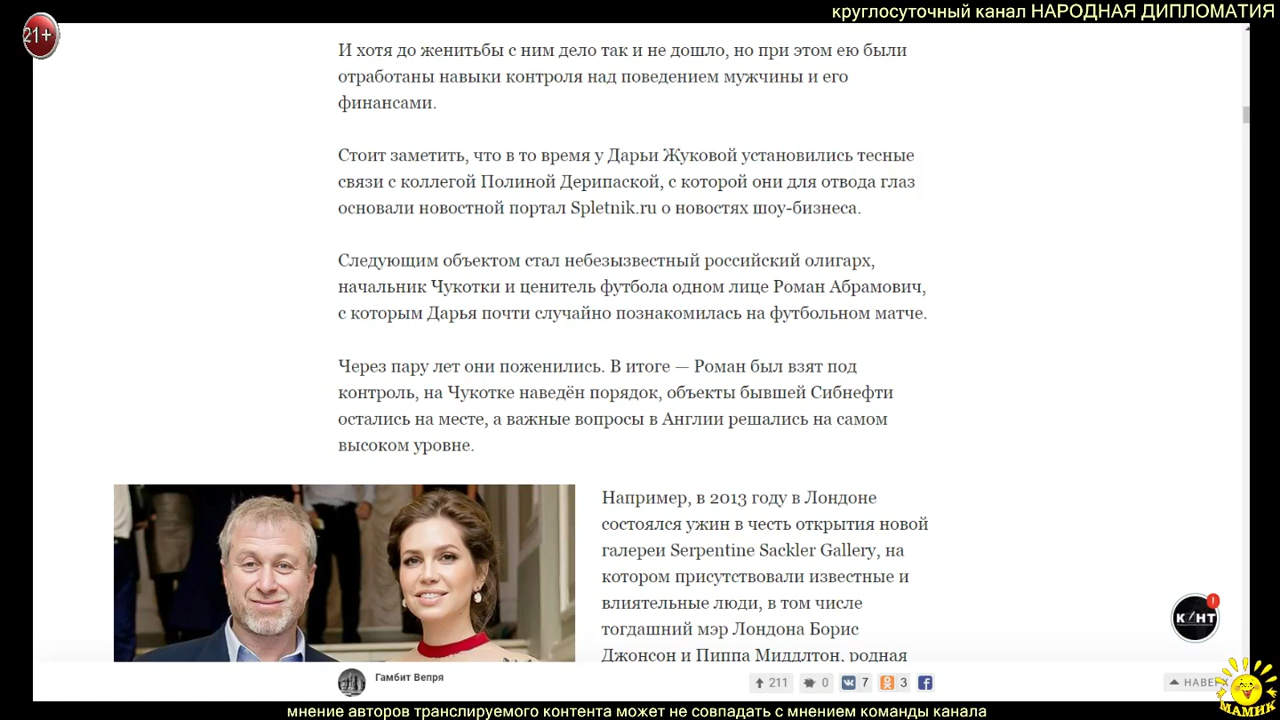 круглосуточный канал НАРОДНАЯ ДИПЛОМАТИЯ
21+
И хотя до женитьбы с ним дело так и не дошло, но при этом ею были
отработаны навыки контроля над поведением мужчины и его
финансами.
Стоит заметить, что в то время у Дарьи Жуковой установились тесные
связи с коллегой Полиной Дерипаской, с которой они для отвода глаз
основали новостной портал Spletnik.ru о новостях шоу-бизнеса.
Следующим объектом стал небезызвестный российский олигарх,
начальник Чукотки и ценитель футбола одном лице Роман Абрамович,
с которым Дарья почти случайно познакомилась на футбольном матче.
Через пару лет они поженились. В итоге — Роман был взят под
контроль, на Чукотке наведён порядок, объекты бывшей Сибнефти
остались на месте, а важные вопросы в Англии решались на самом
высоком уровне.
Например, в 2013 году в Лондоне
состоялся ужин в честь открытия новой
галереи Serpentine Sackler Gallery, на
котором присутствовали известные и
влиятельные люди, в том числе
тогдашний мэр Лондона Борис
Джонсон и Пиппа Миддлтон, родная
КОНТ
!
Гамбит Вепря
211
0
7
3
НАВЕ
МАМИК
мнение авторов транслируемого контента может не совпадать с мнением команды канала